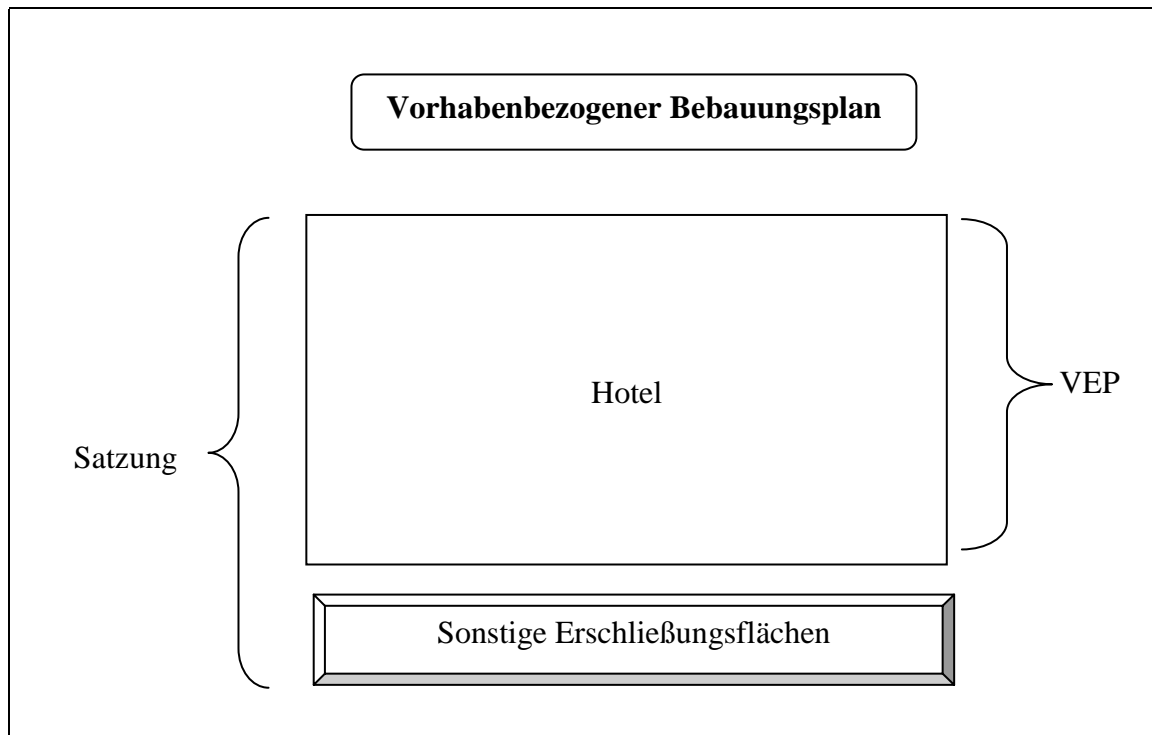 Vorhabenbezogener Bebauungsplan
Hotel
VEP
Satzung
Sonstige Erschließungsflächen